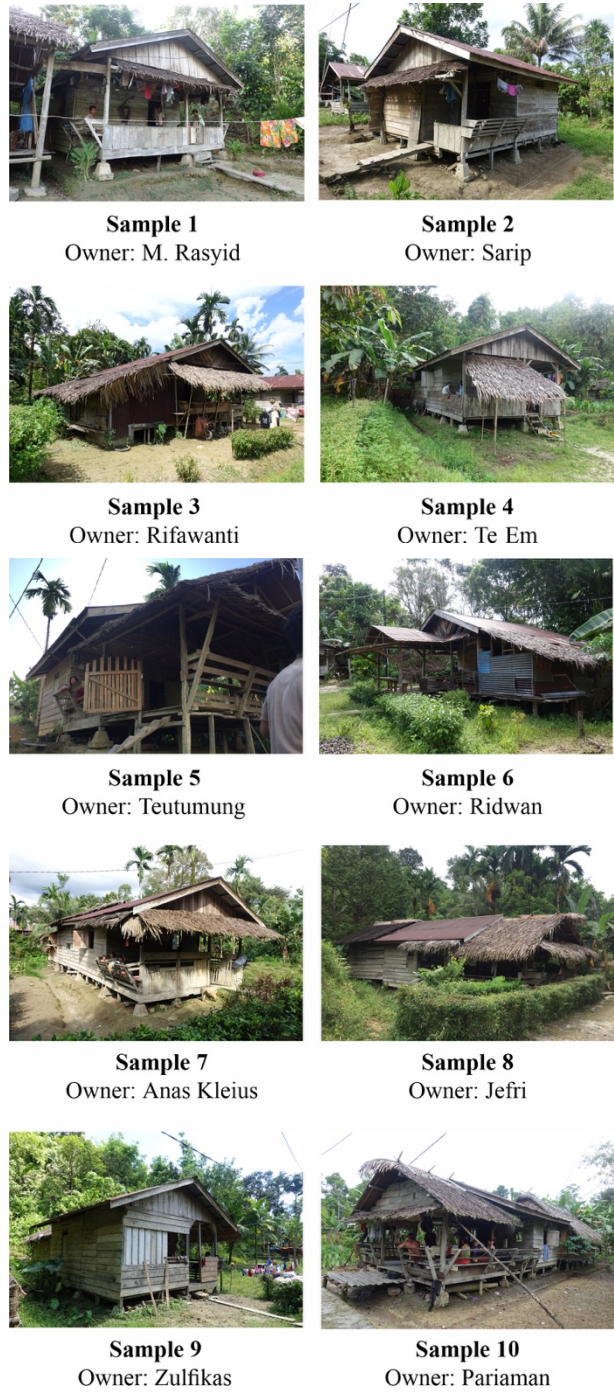 Sample 1
Owner: M. Rasyid
Sample 2
Owner: Sarip
Sample 3
Owner: Rifawanti
Sample 4
Owner: Te Em
Sample 5
Owner: Teutumung
Sample 6
Owner: Ridwan
Sample 7
Owner: Anas Kleius
Sample 8
Owner: Jefri
Sample 9
Owner: Zulfikas
Sample 10
Owner: Pariaman